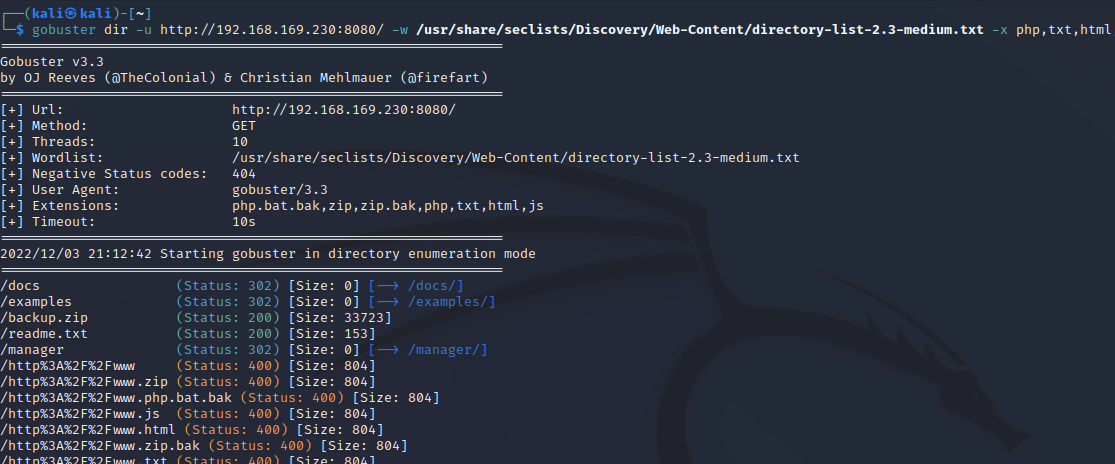 ┌──(kali㉿kali)-[~]
└─$ gobuster dir -u http://192.168.169.230:8080/ -w /usr/share/seclists/Discovery/Web-Content/directory-list-2.3-medium.txt -x php,txt,html
===============================================================
Gobuster v3.3
by OJ Reeves (@TheColonial) & Christian Mehlmauer (@firefart)
===============================================================
[+] Url:                     http://192.168.169.230:8080/
[+] Method:                  GET
[+] Threads:                 10
[+] Wordlist:                /usr/share/seclists/Discovery/Web-Content/directory-list-2.3-medium.txt
[+] Negative Status codes:   404
[+] User Agent:              gobuster/3.3
[+] Extensions:              php.bat.bak,zip,zip.bak,php,txt,html,js
[+] Timeout:                 10s
===============================================================
2022/12/03 21:12:42 Starting gobuster in directory enumeration mode
===============================================================
/docs                 (Status: 302) [Size: 0] [--> /docs/]
/examples             (Status: 302) [Size: 0] [--> /examples/]
/backup.zip           (Status: 200) [Size: 33723]
/readme.txt           (Status: 200) [Size: 153]
/manager              (Status: 302) [Size: 0] [--> /manager/]
/http%3A%2F%2Fwww     (Status: 400) [Size: 804]
/http%3A%2F%2Fwww.zip (Status: 400) [Size: 804]
/http%3A%2F%2Fwww.php.bat.bak (Status: 400) [Size: 804]
/http%3A%2F%2Fwww.js  (Status: 400) [Size: 804]
/http%3A%2F%2Fwww.html (Status: 400) [Size: 804]
/http%3A%2F%2Fwww.zip.bak (Status: 400) [Size: 804]
/http%3A%2F%2Fwww.txt (Status: 400) [Size: 804]